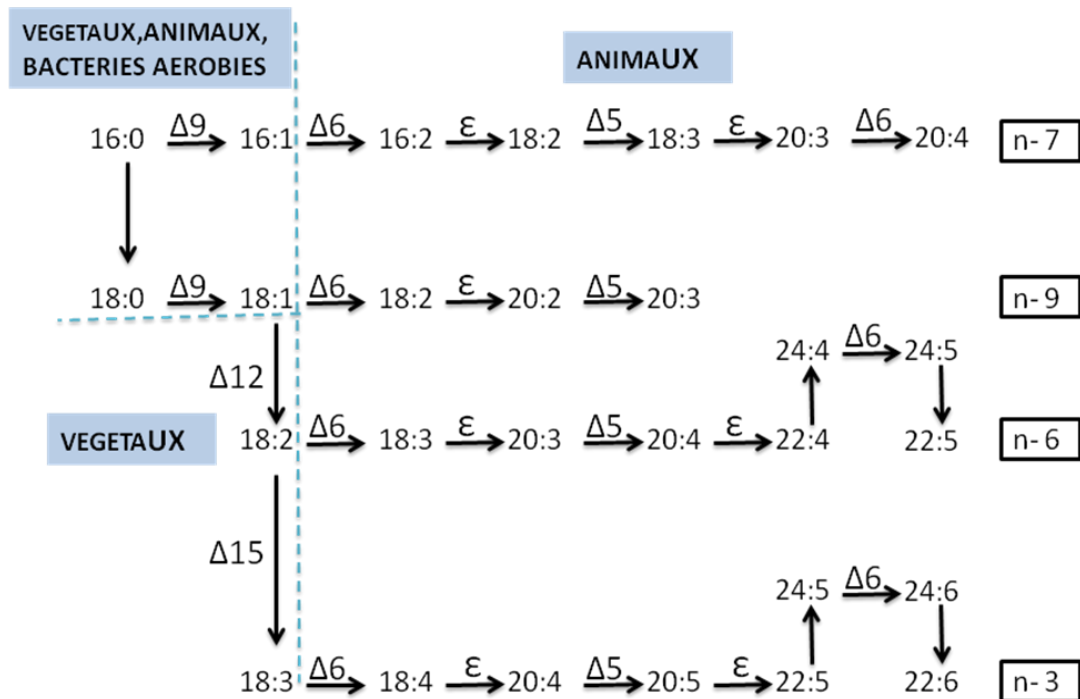 VEGETAUX,ANIMAUX,
BACTERIES AEROBIES
ANIMAUX
16:0 Δ9 16:1 Δ6 16:2 ε 18:2 Δ5 18:3 ε 20:3 Δ6 20:4 n-7
18:0 Δ9 18:1 Δ6 18:2 ε 20:2 Δ5 20:3 n-9
24:4 Δ6 24:5
Δ12
VEGETAUX 18:2 Δ6 18:3 ε 20:3 Δ5 20:4 ε 22:4 22:5 n-6
Δ15
24:5 Δ6 24:6
18:3 Δ6 18:4 ε 20:4 Δ5 20:5 ε 22:5 22:6 n-3